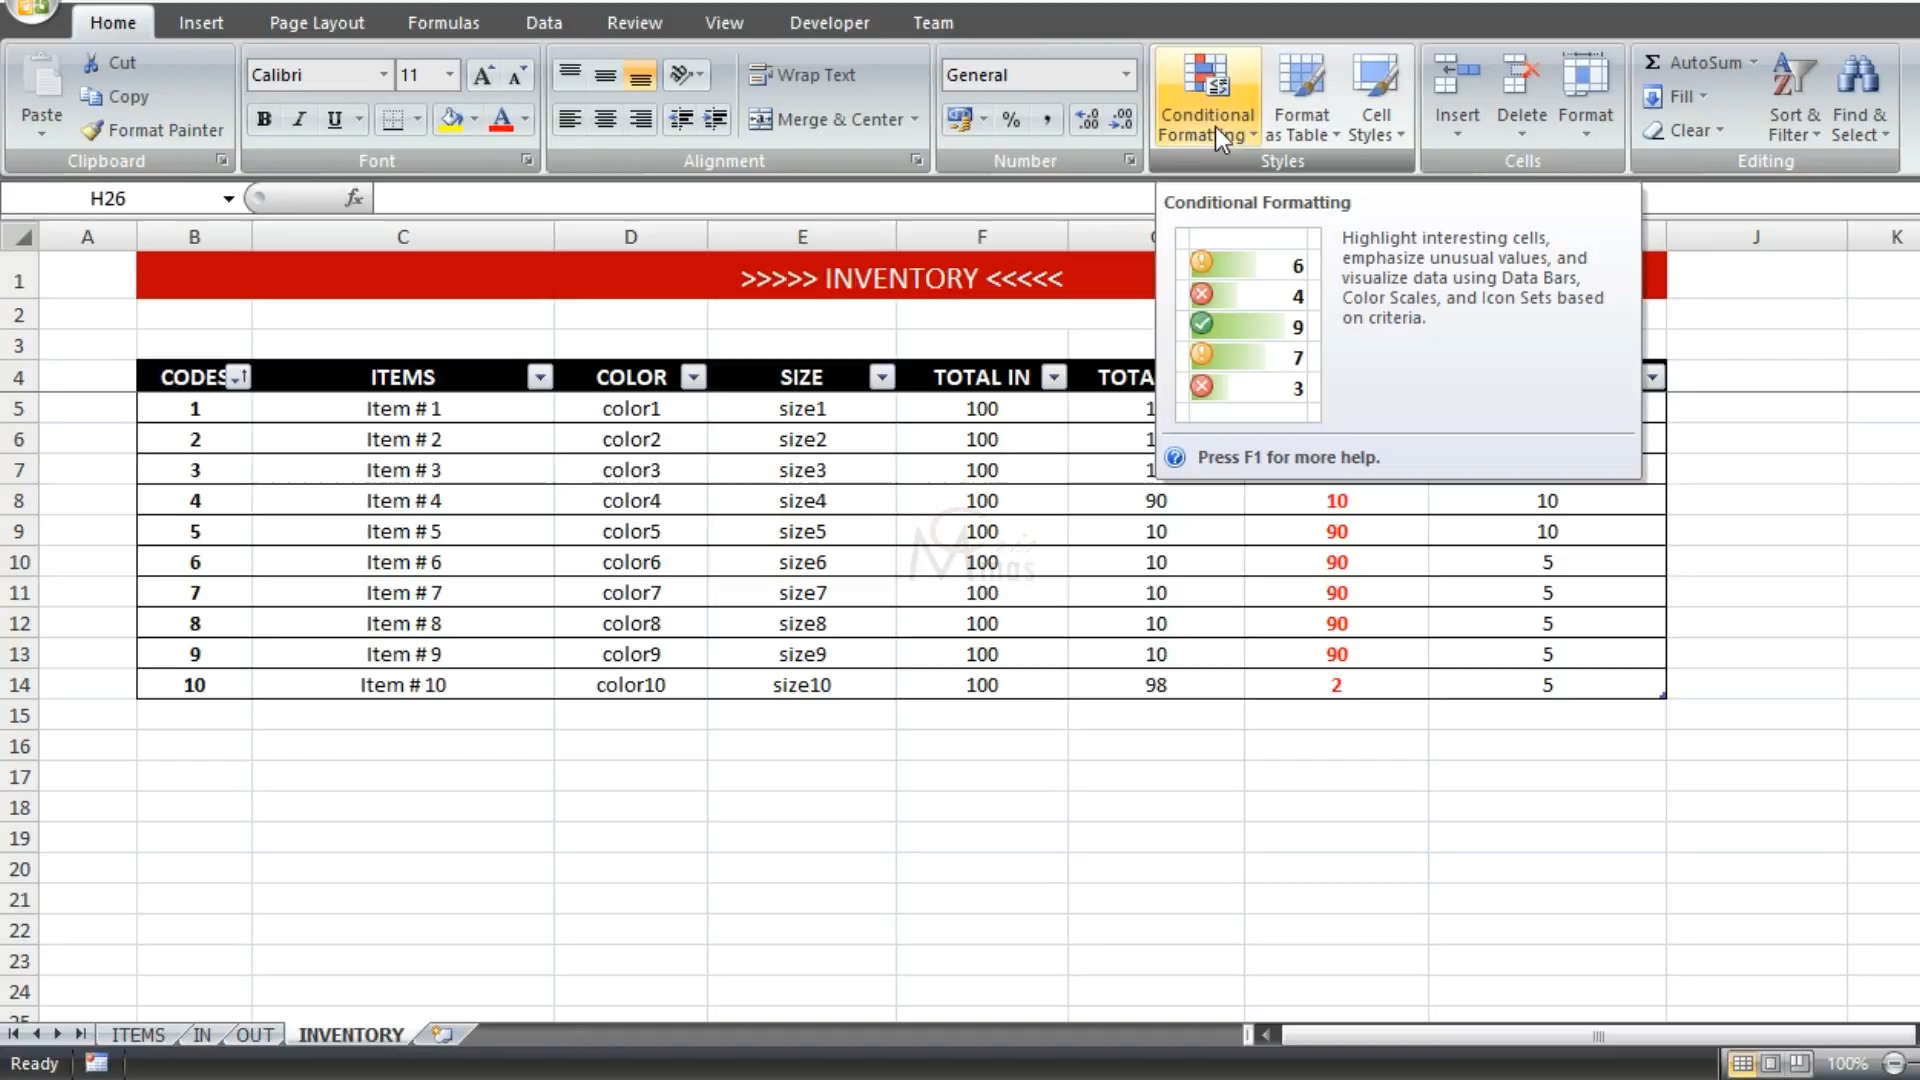 Home Insert Page Layout Formulas Data Review View Developer Team
Paste
Cut
Copy
Format Painter
Clipboard
Calibri 11
B I U
Font
Wrap Text
Merge & Center
Alignment
General
%
Number
Conditional Formatting
Format as Table
Cell Styles
Styles
Insert Delete Format
Cells
Σ AutoSum
Fill
Clear
Sort & Filter
Find & Select
Editing
H26 fx
Conditional Formatting
Highlight interesting cells,
emphasize unusual values, and
visualize data using Data Bars,
Color Scales, and Icon Sets based
on criteria.
6
4
9
7
3
Press F1 for more help.
A B C D E F J K
1 >>>>> INVENTORY <<<<<
2
3
4 CODES ITEMS COLOR SIZE TOTAL IN
5 1 Item # 1 color1 size1 100
6 2 Item # 2 color2 size2 100
7 3 Item # 3 color3 size3 100
8 4 Item # 4 color4 size4 100 90 10 10
9 5 Item # 5 color5 size5 100 10 90 10
10 6 Item # 6 color6 size6 100 10 90 5
11 7 Item # 7 color7 size7 100 10 90 5
12 8 Item # 8 color8 size8 100 10 90 5
13 9 Item # 9 color9 size9 100 10 90 5
14 10 Item # 10 color10 size10 100 98 2 5
15
16
17
18
19
20
21
22
23
24
25
ITEMS IN OUT INVENTORY
Ready 100%